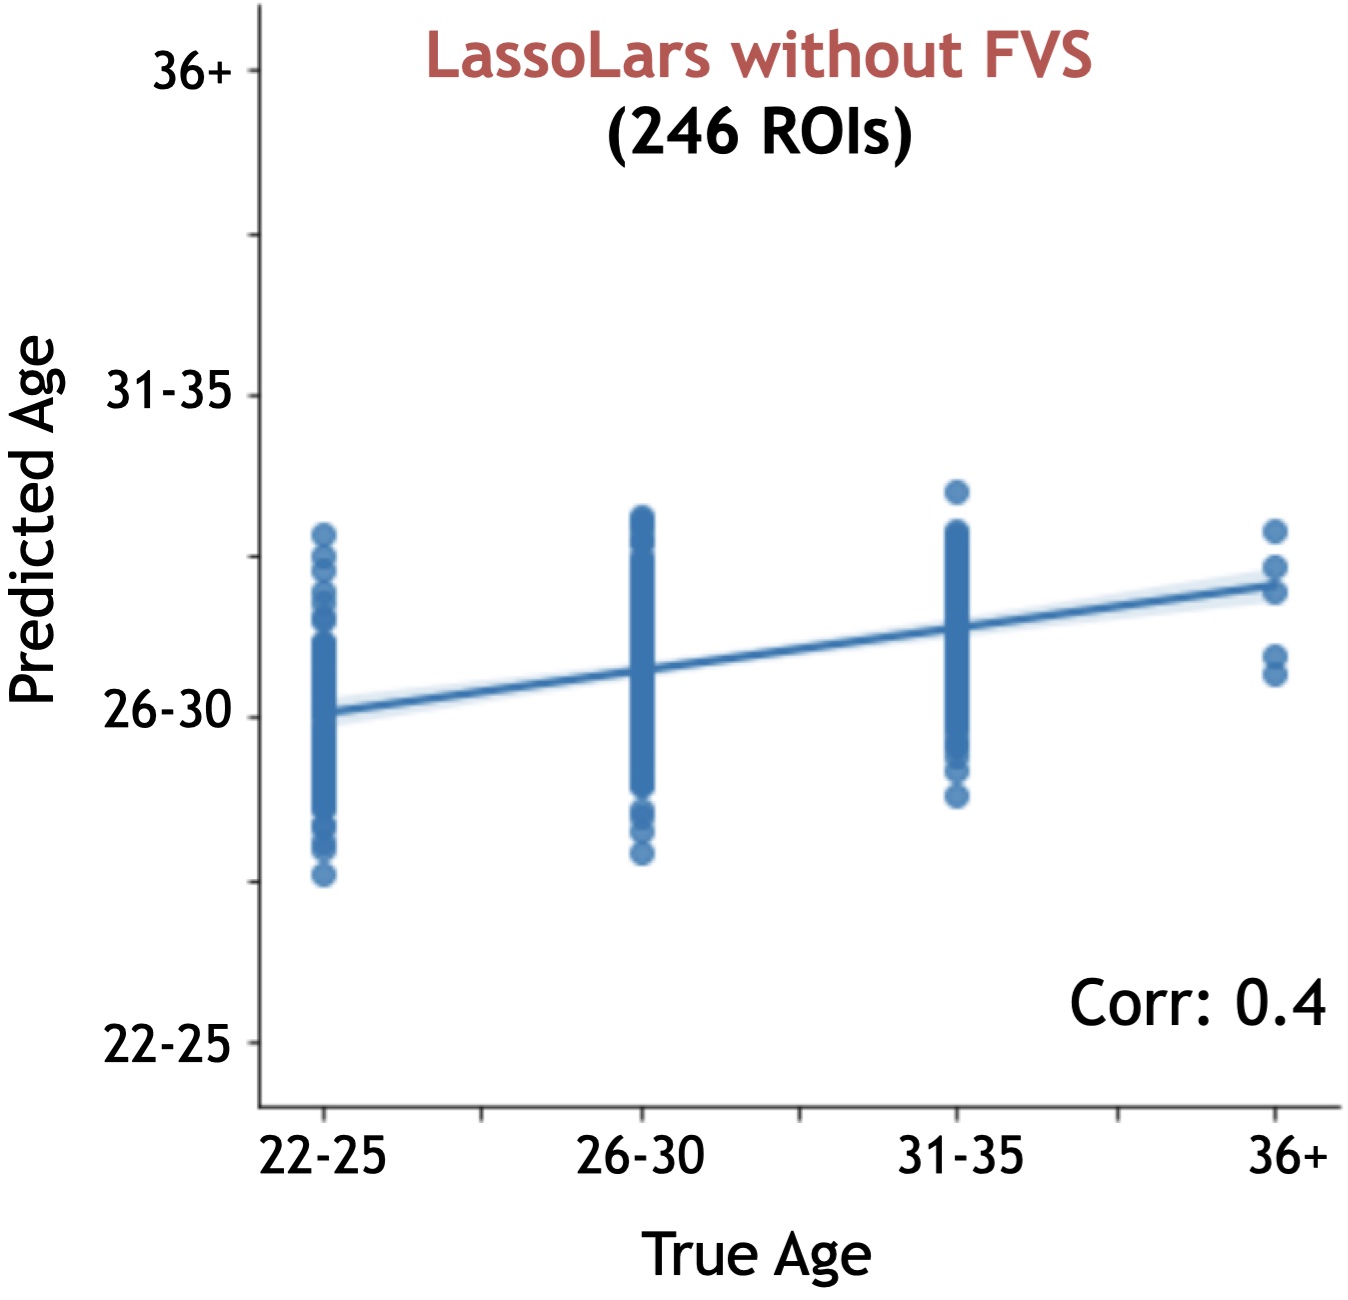 LassoLars without FVS
(246 ROIs)
Predicted Age
36+
31-35
26-30
22-25
Corr: 0.4
22-25 26-30 31-35 36+
True Age